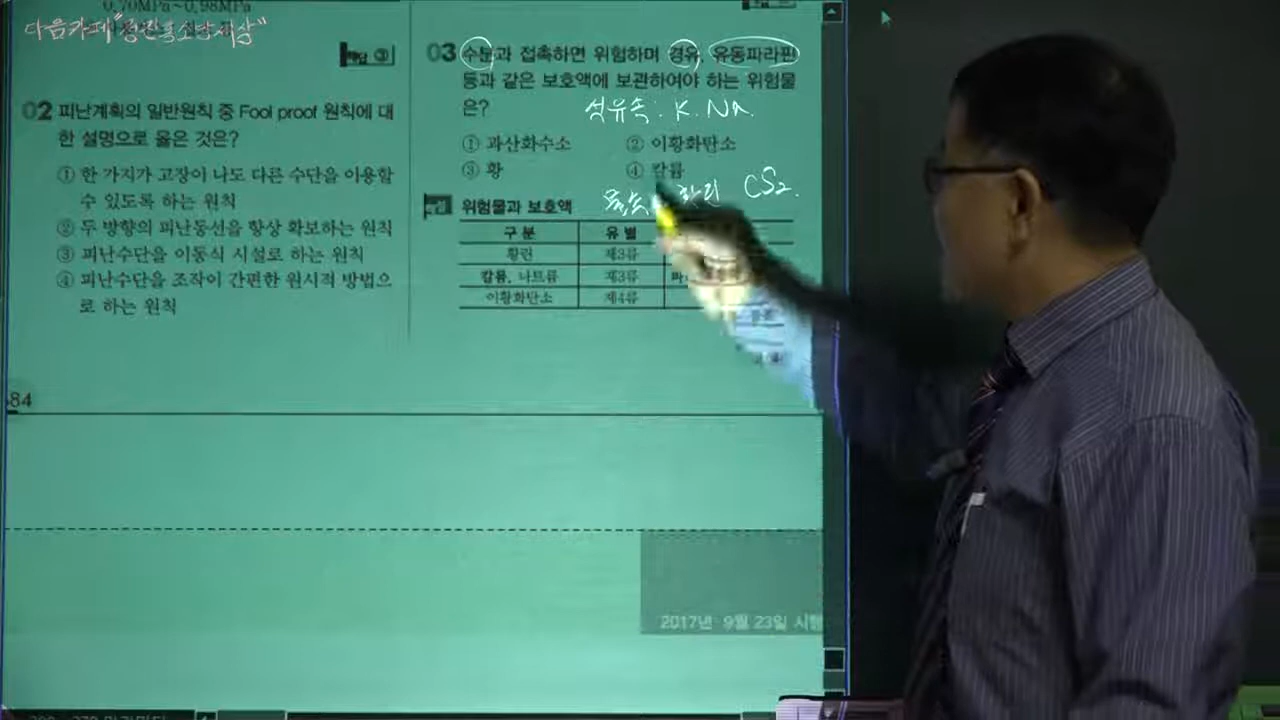 0.70MPa~0.98MPa
다음카페"
③
02 피난계획의 일반원칙 중 Fool proof 원칙에 대
한 설명으로 옳은 것은?
① 한 가지가 고장이 나도 다른 수단을 이용할
수 있도록 하는 원칙
② 두 방향의 피난동선을 항상 확보하는 원칙
③ 피난수단을 이동식 시설로 하는 원칙
④ 피난수단을 조작이 간편한 원시적 방법으
로 하는 원칙
84
03 수분과 접촉하면 위험하며 경유, 유동파라핀
등과 같은 보호액에 보관하여야 하는 위험물
은?
석유속: K. Na.
① 과산화수소 ② 이황화탄소
③ 황 ④ 칼륨
물속 황린 CS2.
위험물과 보호액
구 분 유 별
황린 제3류
칼륨, 나트륨 제3류
이황화탄소 제4류
2017년 9월 23일 시행